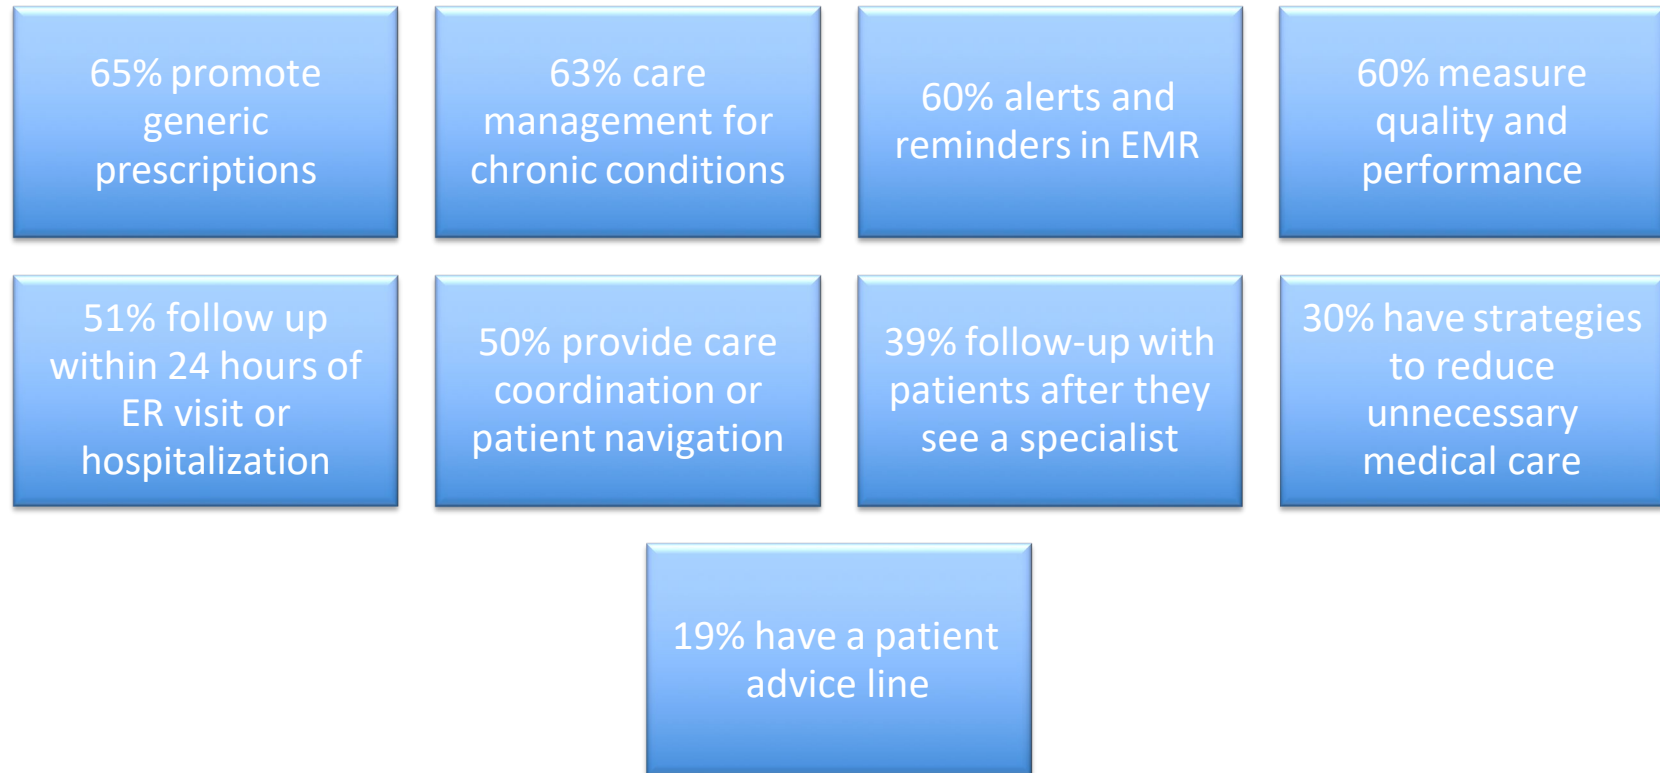 65% promote
generic
prescriptions
63% care
management for
chronic conditions
60% alerts and
reminders in EMR
60% measure
quality and
performance
51% follow up
within 24 hours of
ER visit or
hospitalization
50% provide care
coordination or
patient navigation
39% follow-up with
patients after they
see a specialist
30% have strategies
to reduce
unnecessary
medical care
19% have a patient
advice line